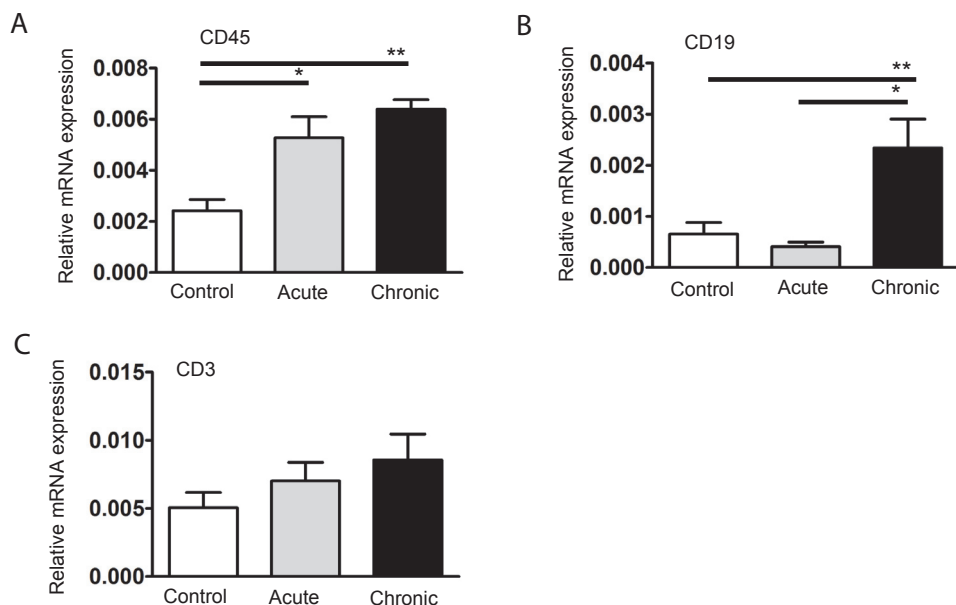 A
CD45
Relative mRNA expression
0.008
0.006
0.004
0.002
0.000
**
*
Control Acute Chronic
B
CD19
Relative mRNA expression
0.004
0.003
0.002
0.001
0.000
**
*
Control Acute Chronic
C
CD3
Relative mRNA expression
0.015
0.010
0.005
0.000
Control Acute Chronic